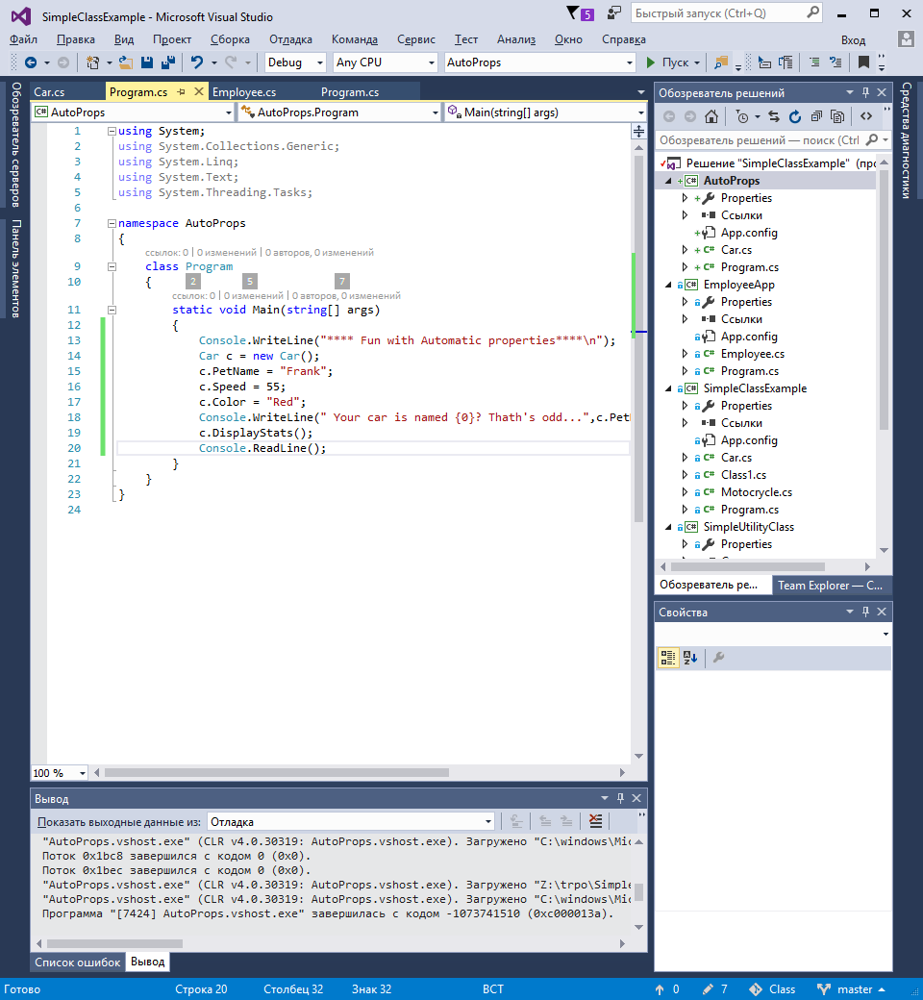 SimpleClassExample - Microsoft Visual Studio
5
Быстрый запуск (Ctrl+Q)
Файл Правка Вид Проект Сборка Отладка Команда Сервис Тест Анализ Окно Справка Вход
Debug Any CPU AutoProps Пуск
Обозреватель серверов
Панель элементов
Car.cs Program.cs Employee.cs Program.cs
AutoProps AutoProps.Program Main(string[] args)
1 using System;
2 using System.Collections.Generic;
3 using System.Linq;
4 using System.Text;
5 using System.Threading.Tasks;
6
7 namespace AutoProps
8 {
ссылок: 0 | 0 изменений | 0 авторов, 0 изменений
9 class Program
10 { 2 5 7
ссылок: 0 | 0 изменений | 0 авторов, 0 изменений
11 static void Main(string[] args)
12 {
13 Console.WriteLine("**** Fun with Automatic properties****\n");
14 Car c = new Car();
15 c.PetName = "Frank";
16 c.Speed = 55;
17 c.Color = "Red";
18 Console.WriteLine(" Your car is named {0}? Thath's odd...",c.Pet
19 c.DisplayStats();
20 Console.ReadLine();
21 }
22 }
23 }
24
100 %
Вывод
Показать выходные данные из: Отладка
"AutoProps.vshost.exe" (CLR v4.0.30319: AutoProps.vshost.exe). Загружено "C:\windows\Mic
Поток 0x1bc8 завершился с кодом 0 (0x0).
Поток 0x1bec завершился с кодом 0 (0x0).
"AutoProps.vshost.exe" (CLR v4.0.30319: AutoProps.vshost.exe). Загружено "Z:\trpo\Simple
"AutoProps.vshost.exe" (CLR v4.0.30319: AutoProps.vshost.exe). Загружено "C:\windows\Mic
Программа "[7424] AutoProps.vshost.exe" завершилась с кодом -1073741510 (0xc000013a).
Список ошибок Вывод
Обозреватель решений
Обозреватель решений — поиск (Ctrl
Решение "SimpleClassExample" (про
C# AutoProps
Properties
Ссылки
App.config
C# Car.cs
C# Program.cs
C# EmployeeApp
Properties
Ссылки
App.config
C# Employee.cs
C# Program.cs
C# SimpleClassExample
Properties
Ссылки
App.config
C# Car.cs
C# Class1.cs
C# Motocrycle.cs
C# Program.cs
C# SimpleUtilityClass
Properties
Обозреватель ре... Team Explorer — С...
Свойства
Средства диагностики
Готово Строка 20 Столбец 32 Знак 32 ВСТ 0 7 Class master